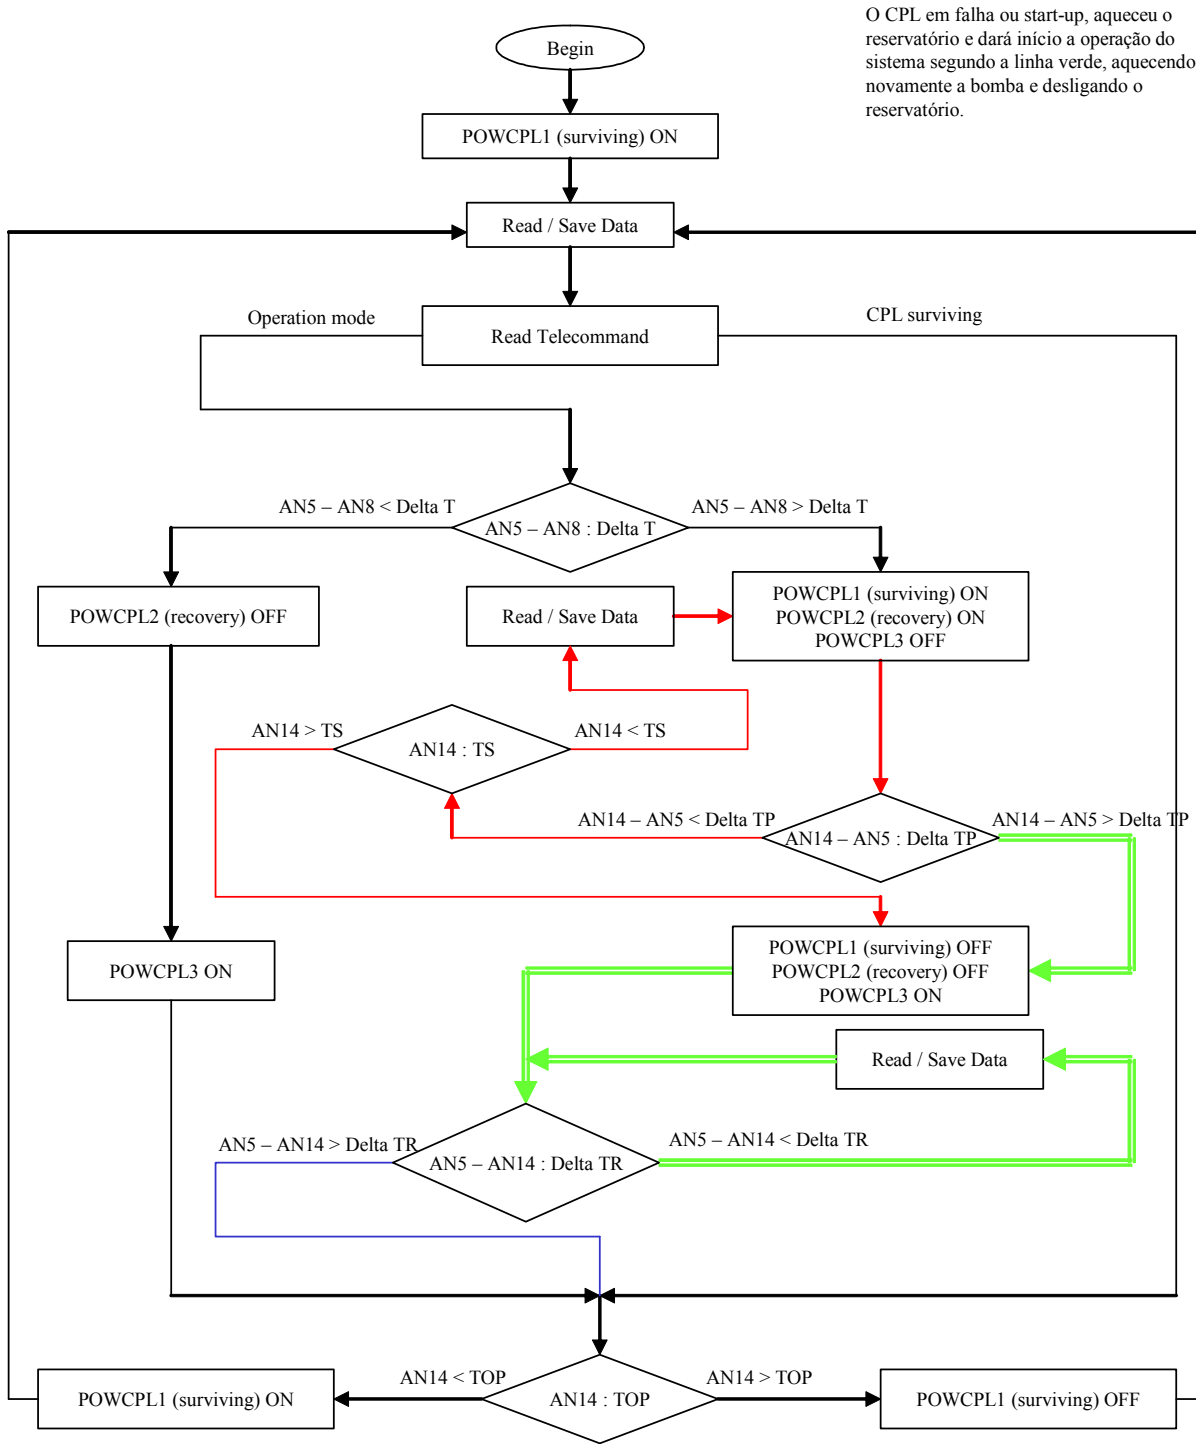 O CPL em falha ou start-up, aqueceu o
reservatório e dará início a operação do
sistema segundo a linha verde, aquecendo
novamente a bomba e desligando o
reservatório.
Begin
POWCPL1 (surviving) ON
Read / Save Data
Operation mode
CPL surviving
Read Telecommand
AN5 – AN8 < Delta T
AN5 – AN8 > Delta T
AN5 – AN8 : Delta T
POWCPL2 (recovery) OFF
Read / Save Data
POWCPL1 (surviving) ON
POWCPL2 (recovery) ON
POWCPL3 OFF
AN14 > TS
AN14 < TS
AN14 : TS
AN14 – AN5 < Delta TP
AN14 – AN5 > Delta TP
AN14 – AN5 : Delta TP
POWCPL3 ON
POWCPL1 (surviving) OFF
POWCPL2 (recovery) OFF
POWCPL3 ON
Read / Save Data
AN5 – AN14 > Delta TR
AN5 – AN14 < Delta TR
AN5 – AN14 : Delta TR
AN14 < TOP
AN14 > TOP
POWCPL1 (surviving) ON
AN14 : TOP
POWCPL1 (surviving) OFF